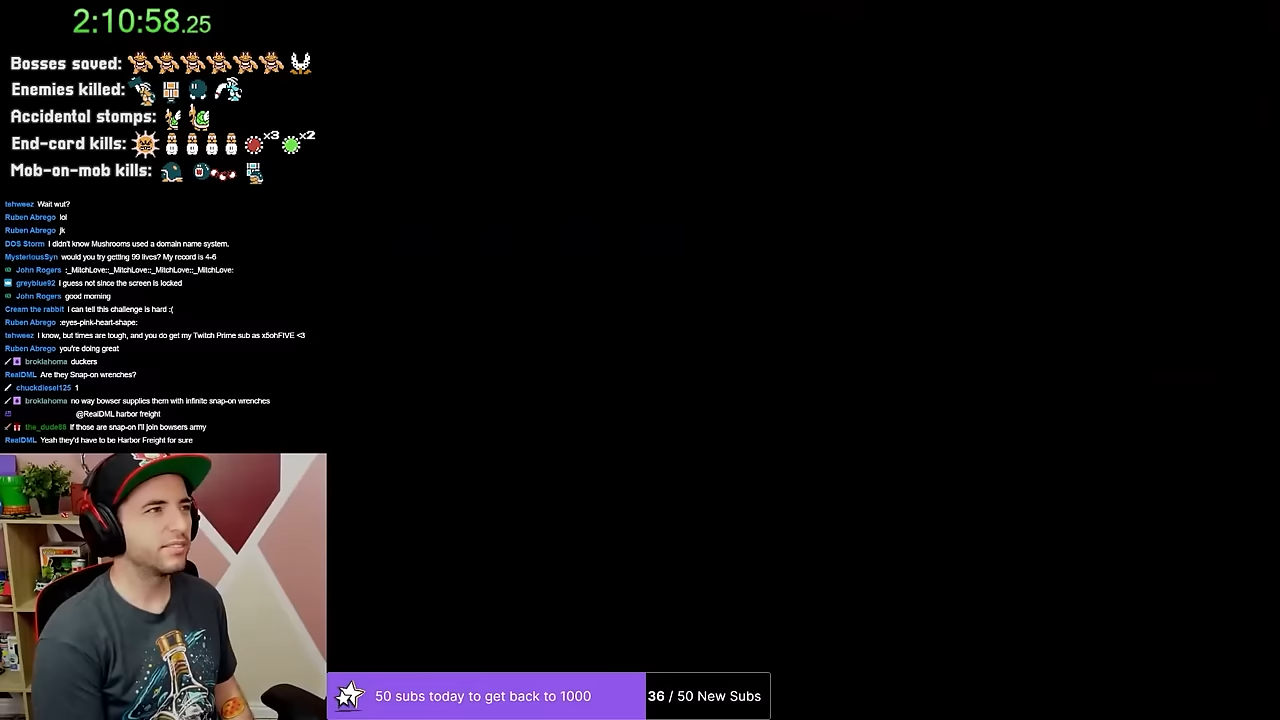 2:10:58.25
Bosses saved:
Enemies killed:
Accidental stomps:
End-card kills: x3 x2
Mob-on-mob kills:
tehweez Wait wut?
Ruben Abrego lol
Ruben Abrego jk
DOS Storm I didn't know Mushrooms used a domain name system.
MysteriousSyn would you try getting 99 lives? My record is 4-6
John Rogers :_MitchLove::_MitchLove::_MitchLove::_MitchLove:
greyblue92 I guess not since the screen is locked
John Rogers good morning
Cream the rabbit I can tell this challenge is hard :(
Ruben Abrego :eyes-pink-heart-shape:
tehweez I know, but times are tough, and you do get my Twitch Prime sub as x5ohFIVE <3
Ruben Abrego you're doing great
broklahoma duckers
RealDML Are they Snap-on wrenches?
chuckdiesel125 1
broklahoma no way bowser supplies them with infinite snap-on wrenches
@RealDML harbor freight
the_dude86 If those are snap-on I'll join bowsers army
RealDML Yeah they'd have to be Harbor Freight for sure
50 subs today to get back to 1000
36 / 50 New Subs